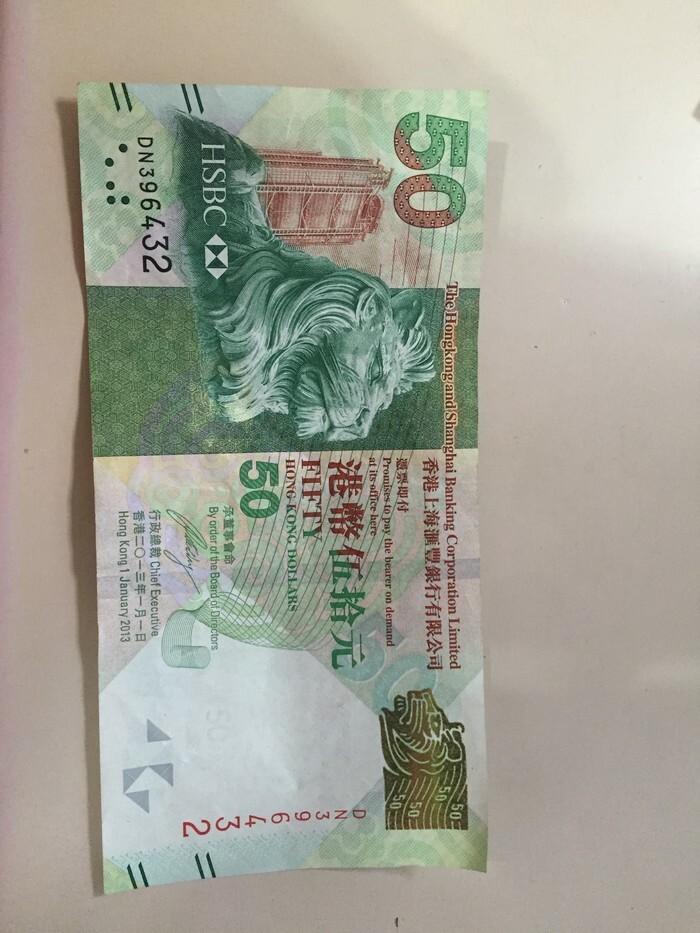 The Hongkong and Shanghai Banking Corporation Limited
香港上海滙豐銀行有限公司
50
憑票即付
Promises to pay the bearer on demand
at its office here
港幣伍拾元
FIFTY
HONG KONG DOLLARS
50
承董事會命
By order of the Board of Directors
行政總裁 Chief Executive
香港二〇一三年一月一日
Hong Kong 1 January 2013
HSBC
DN396432
DN396432
50
50
50
50
50